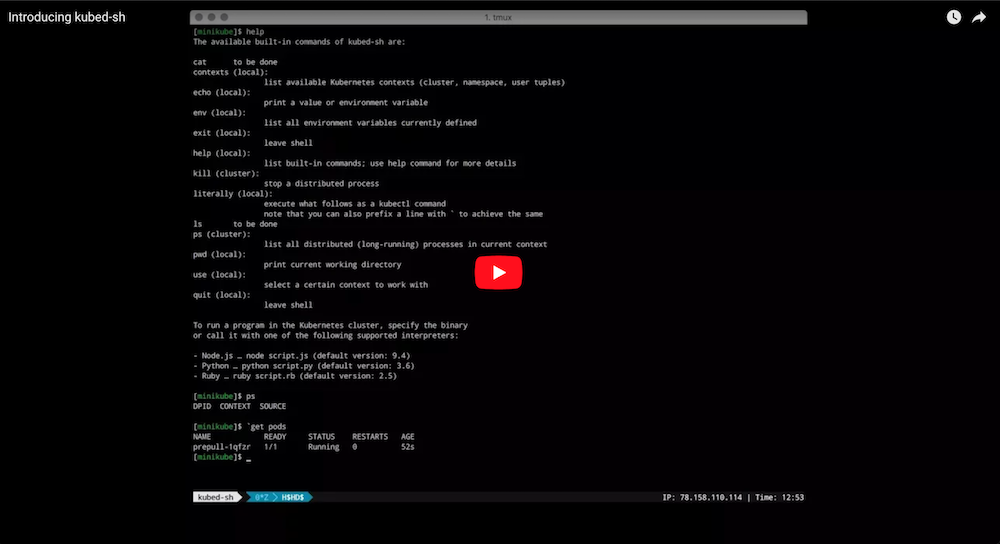 Introducing kubed-sh
1. tmux
[minikube]$ help
The available built-in commands of kubed-sh are:
cat to be done
contexts (local):
list available Kubernetes contexts (cluster, namespace, user tuples)
echo (local):
print a value or environment variable
env (local):
list all environment variables currently defined
exit (local):
leave shell
help (local):
list built-in commands; use help command for more details
kill (cluster):
stop a distributed process
literally (local):
execute what follows as a kubectl command
note that you can also prefix a line with ` to achieve the same
ls to be done
ps (cluster):
list all distributed (long-running) processes in current context
pwd (local):
print current working directory
use (local):
select a certain context to work with
quit (local):
leave shell
To run a program in the Kubernetes cluster, specify the binary
or call it with one of the following supported interpreters:
- Node.js … node script.js (default version: 9.4)
- Python … python script.py (default version: 3.6)
- Ruby … ruby script.rb (default version: 2.5)
[minikube]$ ps
DPID CONTEXT SOURCE
[minikube]$ `get pods
NAME READY STATUS RESTARTS AGE
prepull-1qfzr 1/1 Running 0 52s
[minikube]$ _
kubed-sh 0*Z H$HD$ IP: 78.158.110.114 | Time: 12:53